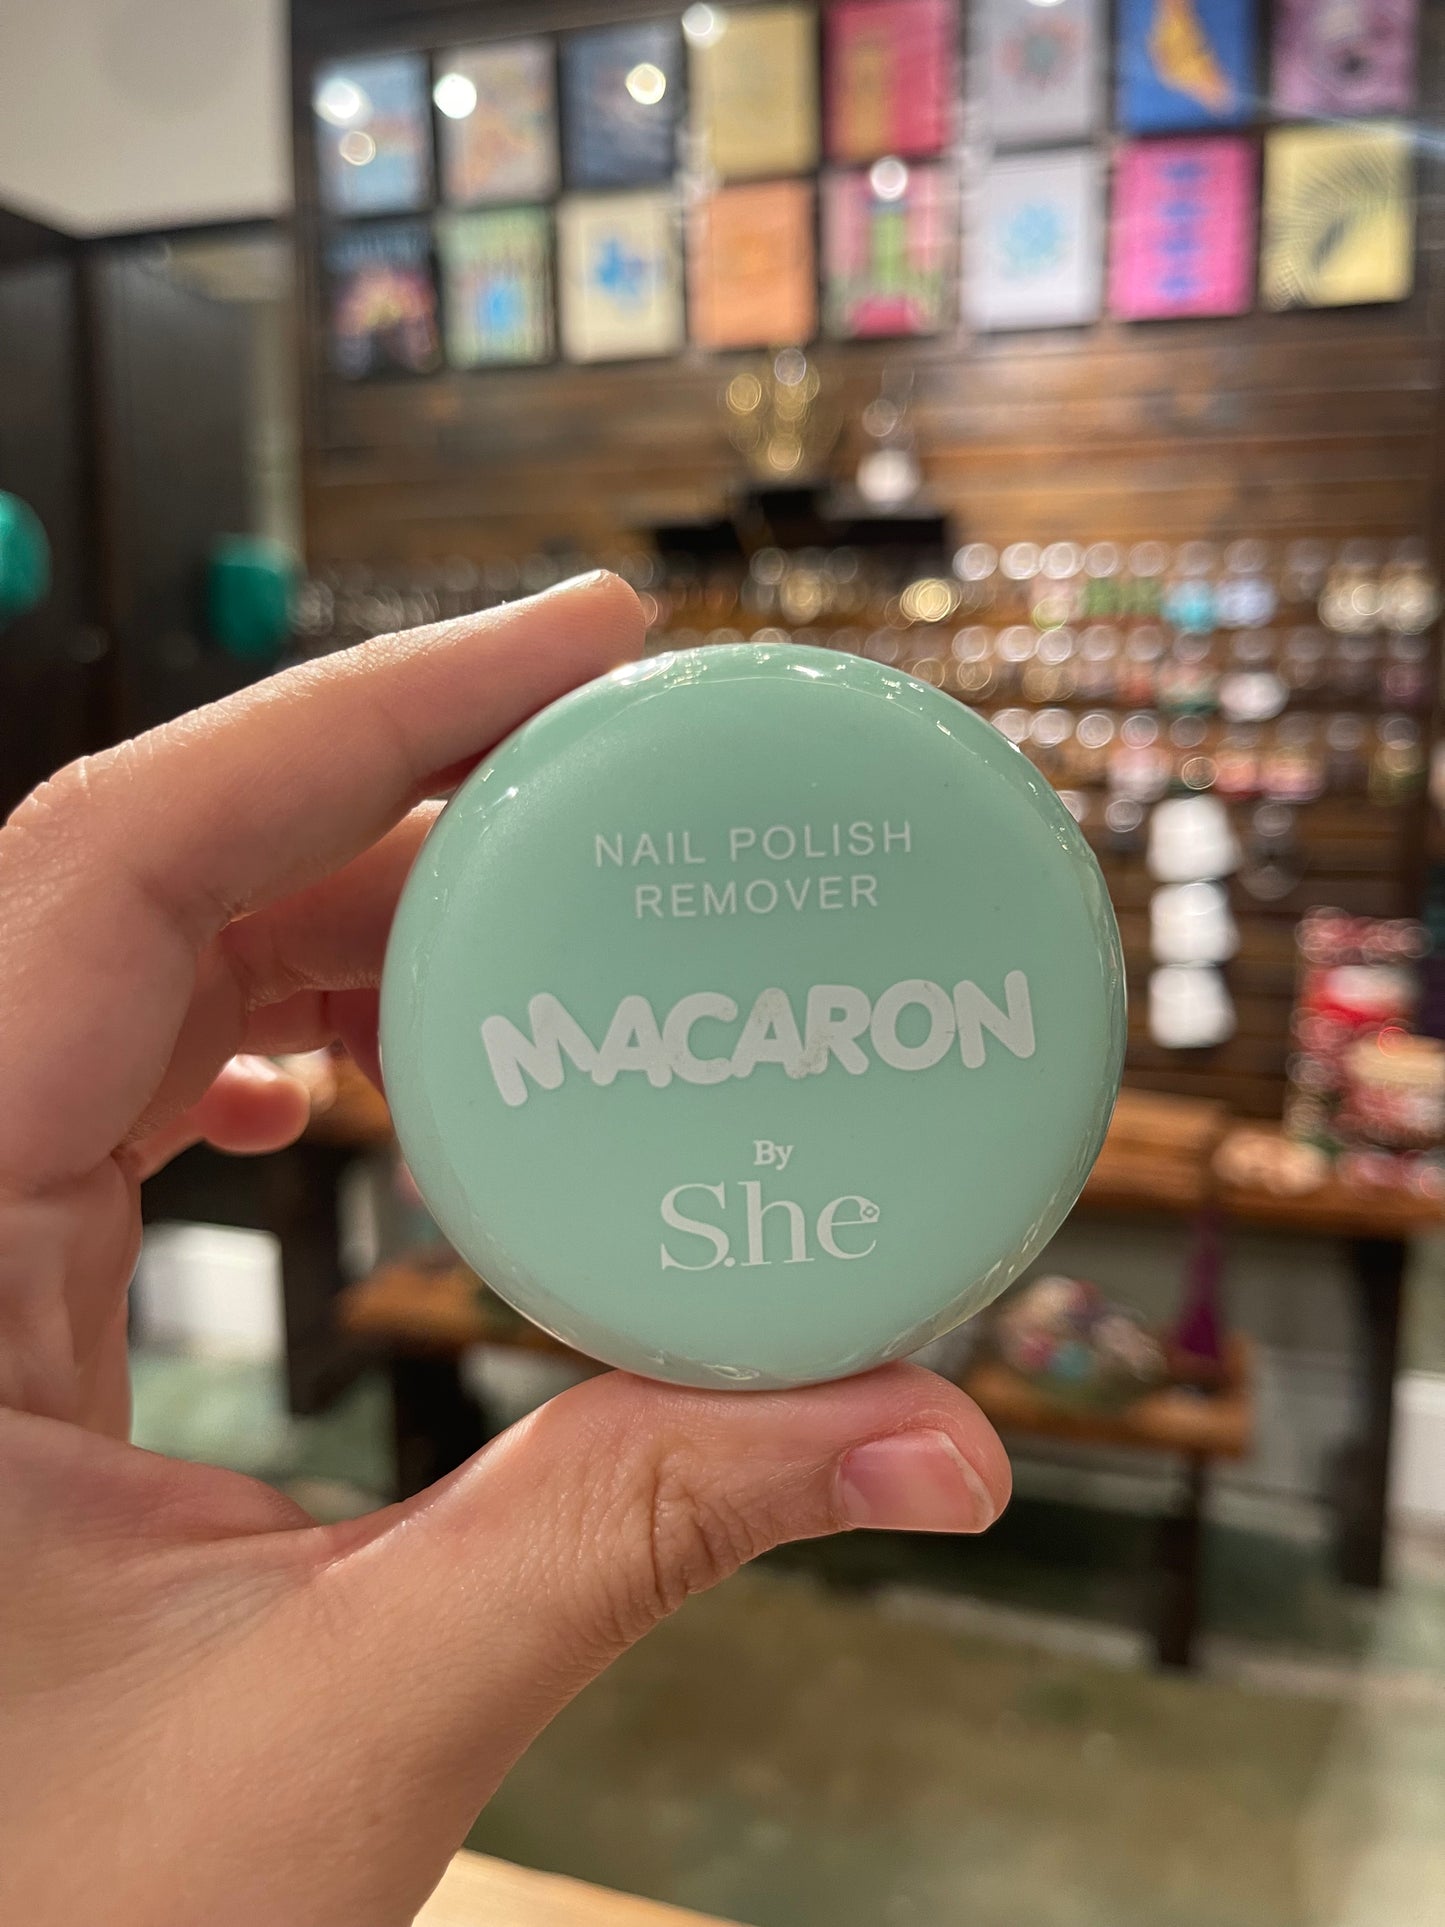 NAIL POLISH
REMOVER
MACARON
By
S.he